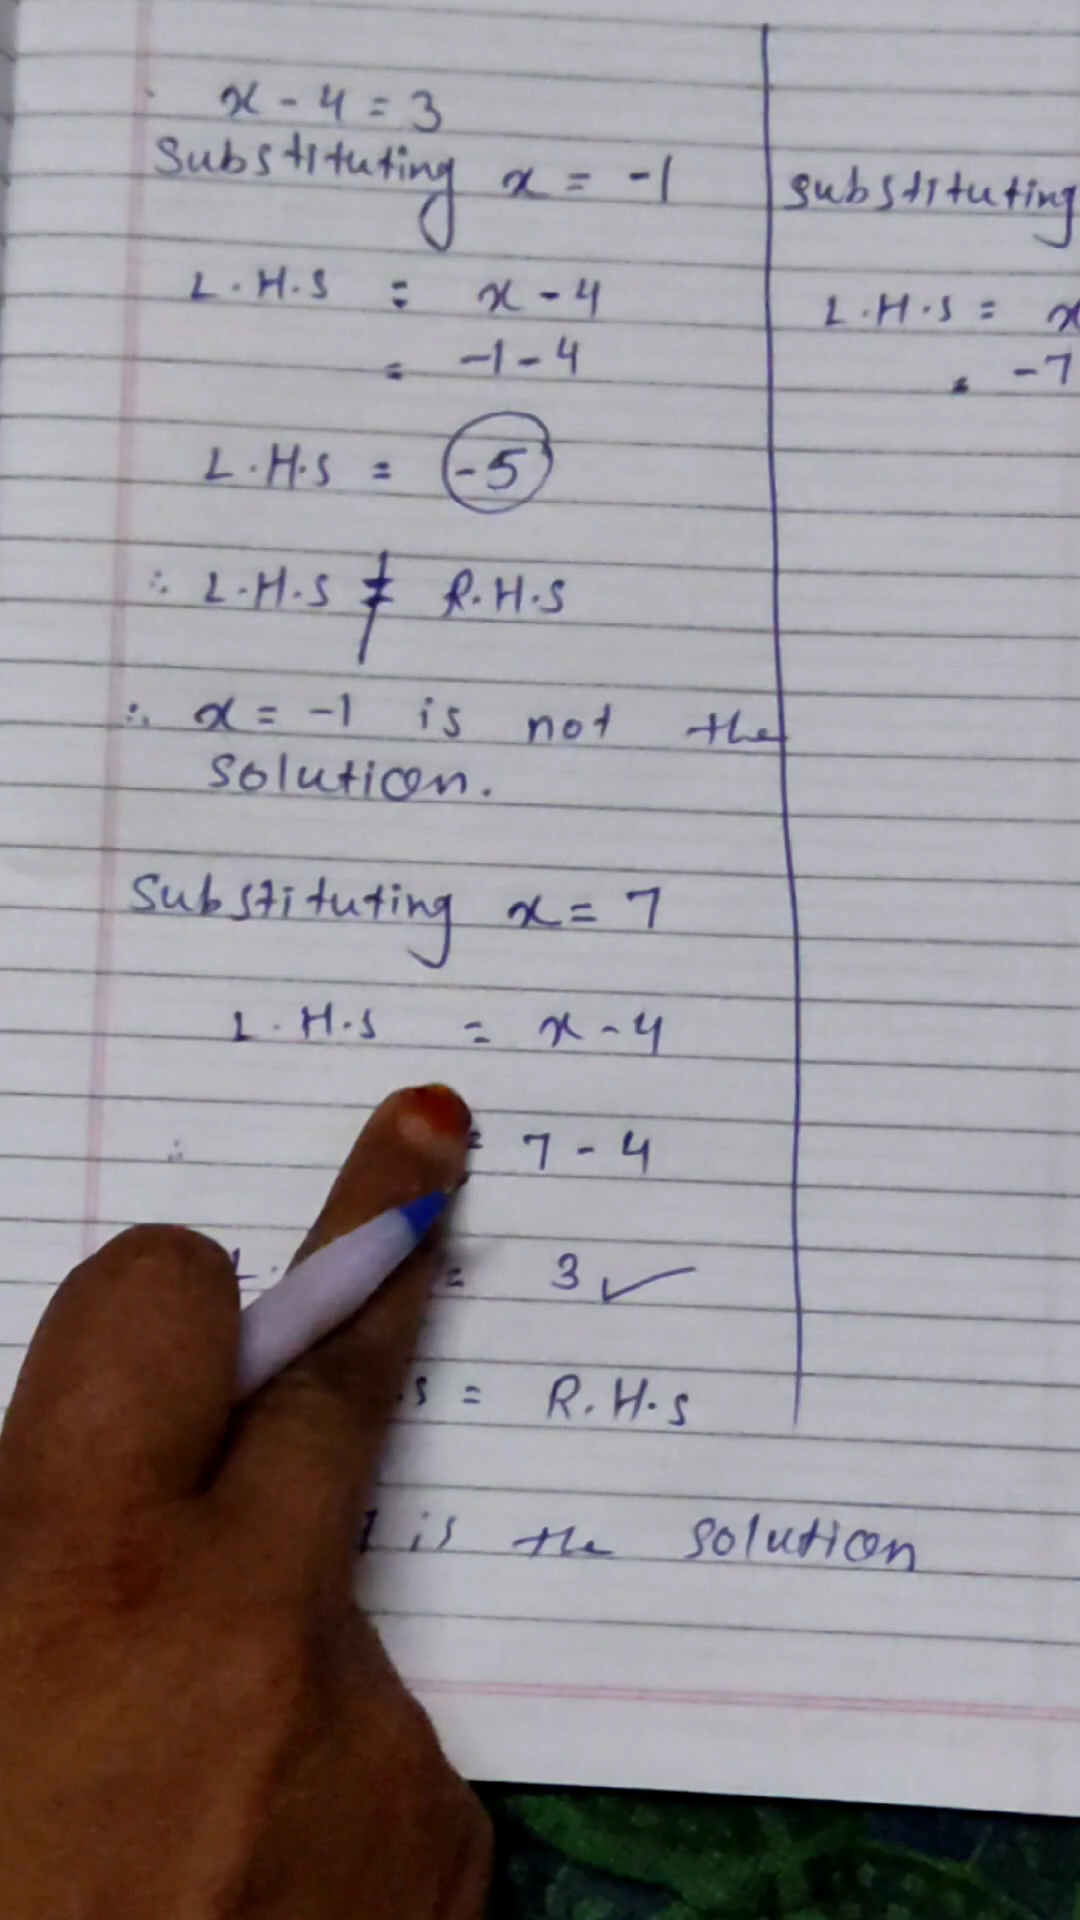 x - 4 = 3
Substituting x = -1
L.H.S = x - 4
= -1 - 4
L.H.S = -5
∴ L.H.S ≠ R.H.S
∴ x = -1 is not the
solution.
Substituting x = 7
L.H.S = x - 4
∴ = 7 - 4
L. = 3 ✓
.S = R.H.S
is the solution
Substituting
L.H.S = x
= -7